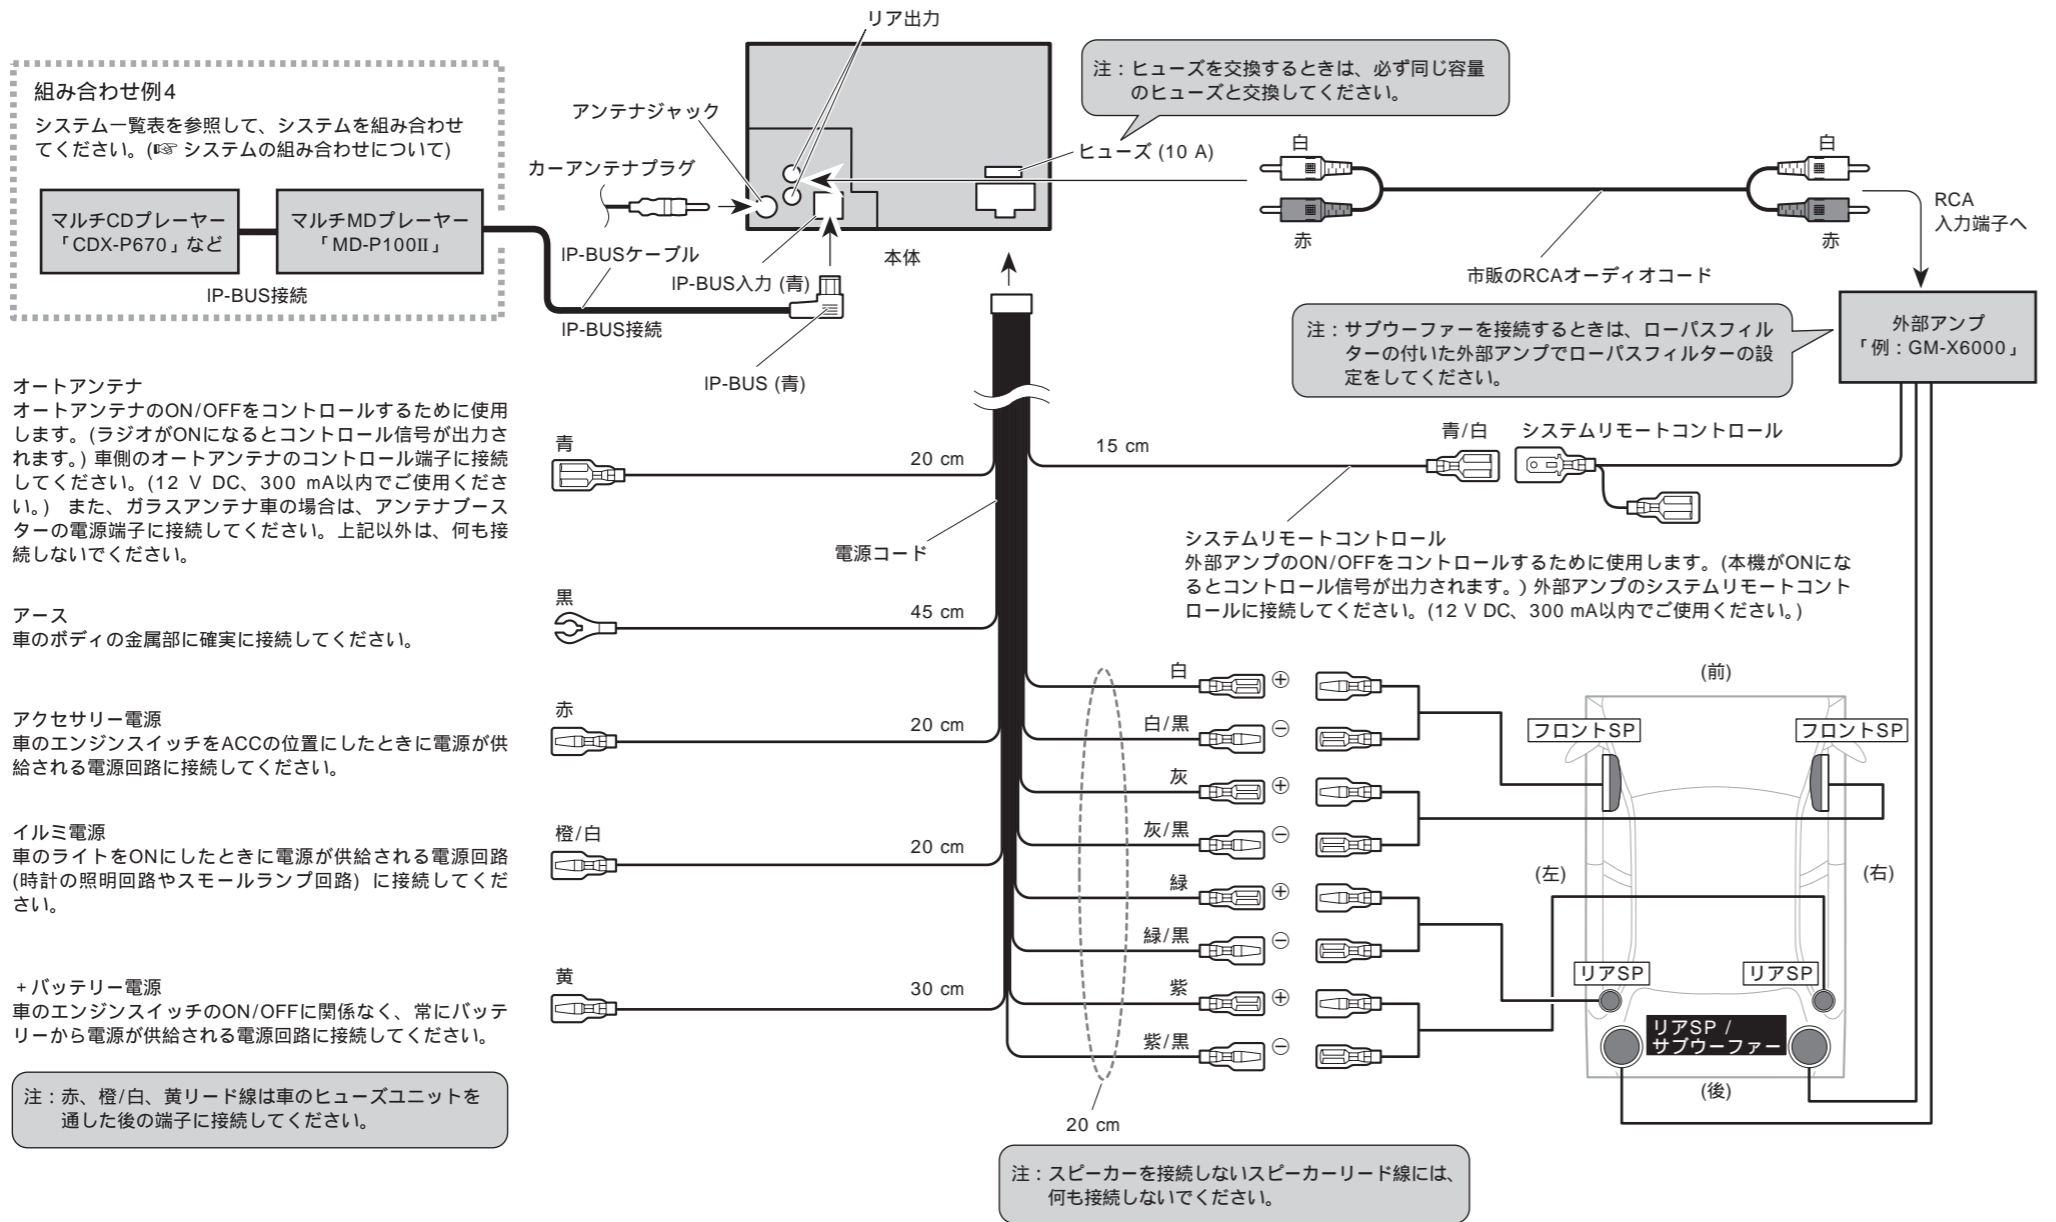 リア出力
組み合わせ例4
システム一覧表を参照して、システムを組み合わせ
てください。(☞ システムの組み合わせについて)
マルチCDプレーヤー
「CDX-P670」など
マルチMDプレーヤー
「MD-P100II」
IP-BUS接続
アンテナジャック
カーアンテナプラグ
IP-BUSケーブル
IP-BUS入力 (青)
IP-BUS接続
IP-BUS (青)
本体
注：ヒューズを交換するときは、必ず同じ容量
のヒューズと交換してください。
ヒューズ (10 A)
白
赤
白
赤
市販のRCAオーディオコード
RCA
入力端子へ
注：サブウーファーを接続するときは、ローパスフィル
ターの付いた外部アンプでローパスフィルターの設
定をしてください。
外部アンプ
「例：GM-X6000」
オートアンテナ
オートアンテナのON/OFFをコントロールするために使用
します。(ラジオがONになるとコントロール信号が出力さ
れます。) 車側のオートアンテナのコントロール端子に接続
してください。(12 V DC、300 mA以内でご使用くださ
い。) また、ガラスアンテナ車の場合は、アンテナブース
ターの電源端子に接続してください。上記以外は、何も接
続しないでください。
青
20 cm
電源コード
15 cm
青/白
システムリモートコントロール
システムリモートコントロール
外部アンプのON/OFFをコントロールするために使用します。(本機がONにな
るとコントロール信号が出力されます。) 外部アンプのシステムリモートコント
ロールに接続してください。(12 V DC、300 mA以内でご使用ください。)
アース
車のボディの金属部に確実に接続してください。
黒
45 cm
アクセサリー電源
車のエンジンスイッチをACCの位置にしたときに電源が供
給される電源回路に接続してください。
赤
20 cm
イルミ電源
車のライトをONにしたときに電源が供給される電源回路
(時計の照明回路やスモールランプ回路) に接続してくだ
さい。
橙/白
20 cm
+バッテリー電源
車のエンジンスイッチのON/OFFに関係なく、常にバッテ
リーから電源が供給される電源回路に接続してください。
黄
30 cm
注：赤、橙/白、黄リード線は車のヒューズユニットを
通した後の端子に接続してください。
白 ⊕
白/黒 ⊖
灰 ⊕
灰/黒 ⊖
緑 ⊕
緑/黒 ⊖
紫 ⊕
紫/黒 ⊖
20 cm
注：スピーカーを接続しないスピーカーリード線には、
何も接続しないでください。
(前)
フロントSP
フロントSP
(左)
(右)
リアSP
リアSP
リアSP /
サブウーファー
(後)